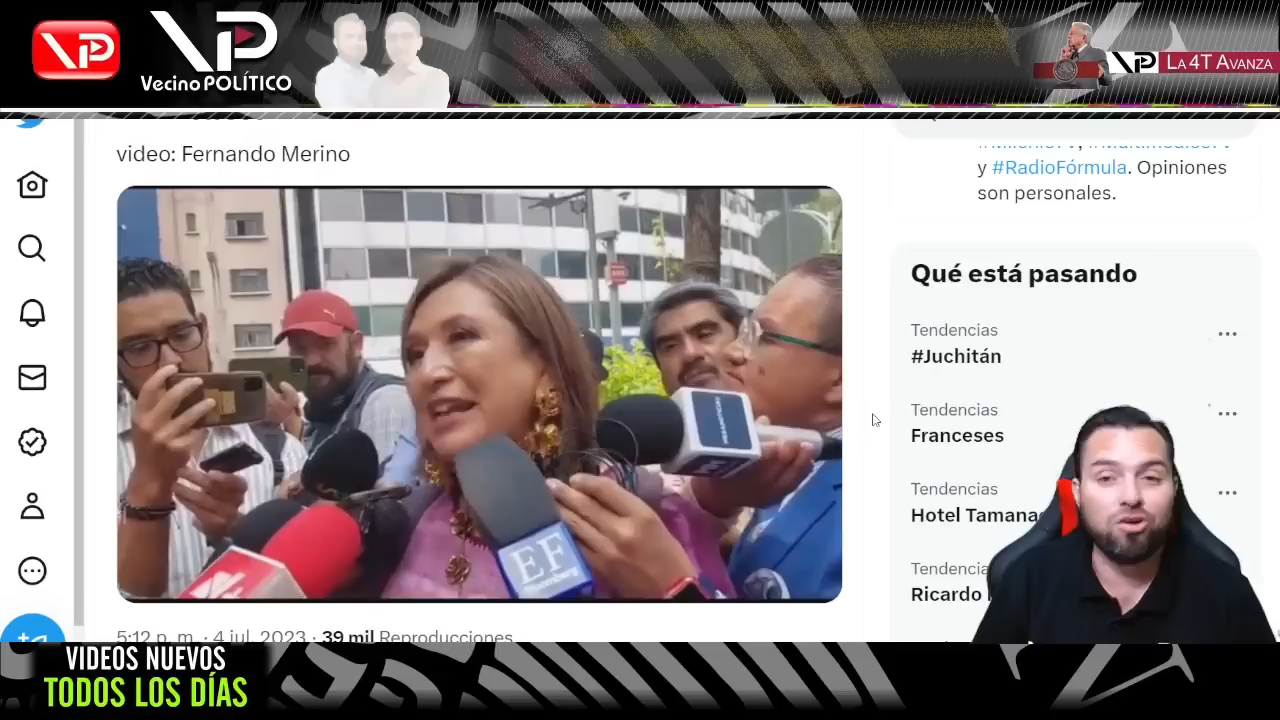 VP
VP
Vecino POLÍTICO
VP
LA 4T AVANZA
video: Fernando Merino
y #RadioFórmula. Opiniones
son personales.
Qué está pasando
Tendencias
#Juchitán
Tendencias
Franceses
Tendencias
Hotel Tamana
Tendencia
Ricardo
EF
5:12 p. m. · 4 jul. 2023 · 39 mil Reproducciones
VIDEOS NUEVOS
TODOS LOS DÍAS